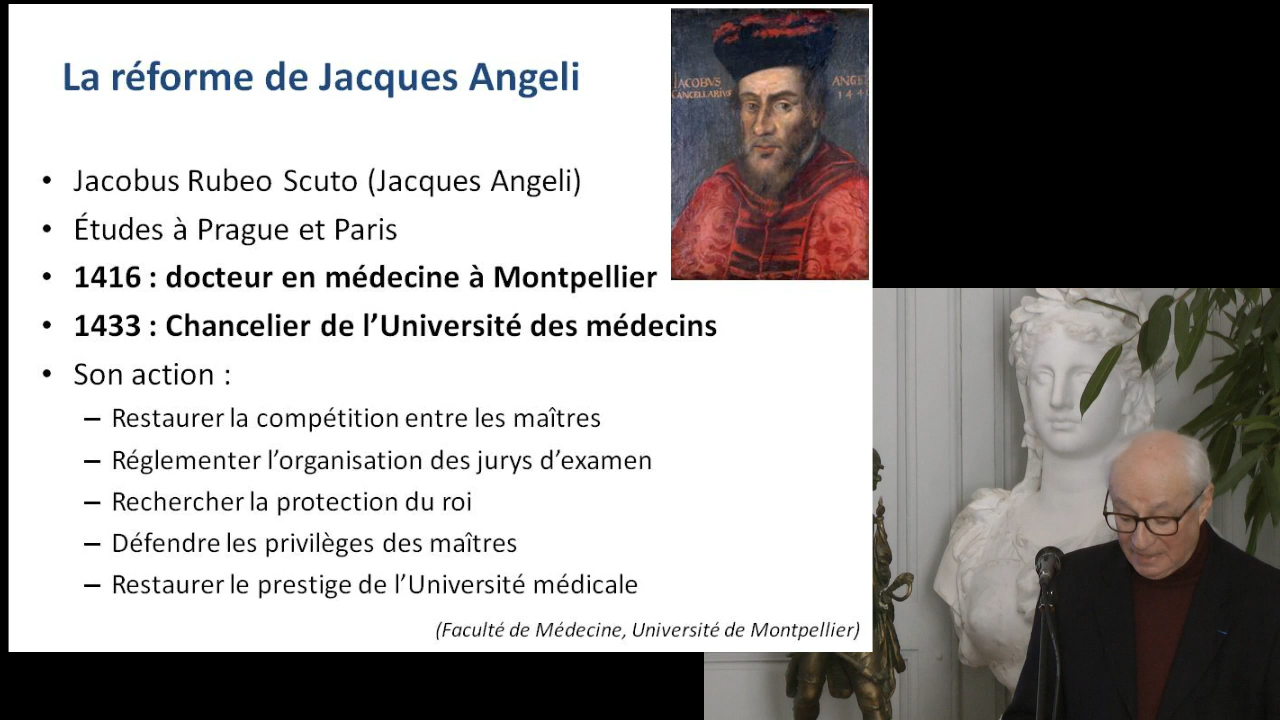 La réforme de Jacques Angeli
JACOBVS
CANCELLARIVS
• Jacobus Rubeo Scuto (Jacques Angeli)
• Études à Prague et Paris
• 1416 : docteur en médecine à Montpellier
• 1433 : Chancelier de l’Université des médecins
• Son action :
– Restaurer la compétition entre les maîtres
– Réglementer l’organisation des jurys d’examen
– Rechercher la protection du roi
– Défendre les privilèges des maîtres
– Restaurer le prestige de l’Université médicale
(Faculté de Médecine, Université de Montpellier)